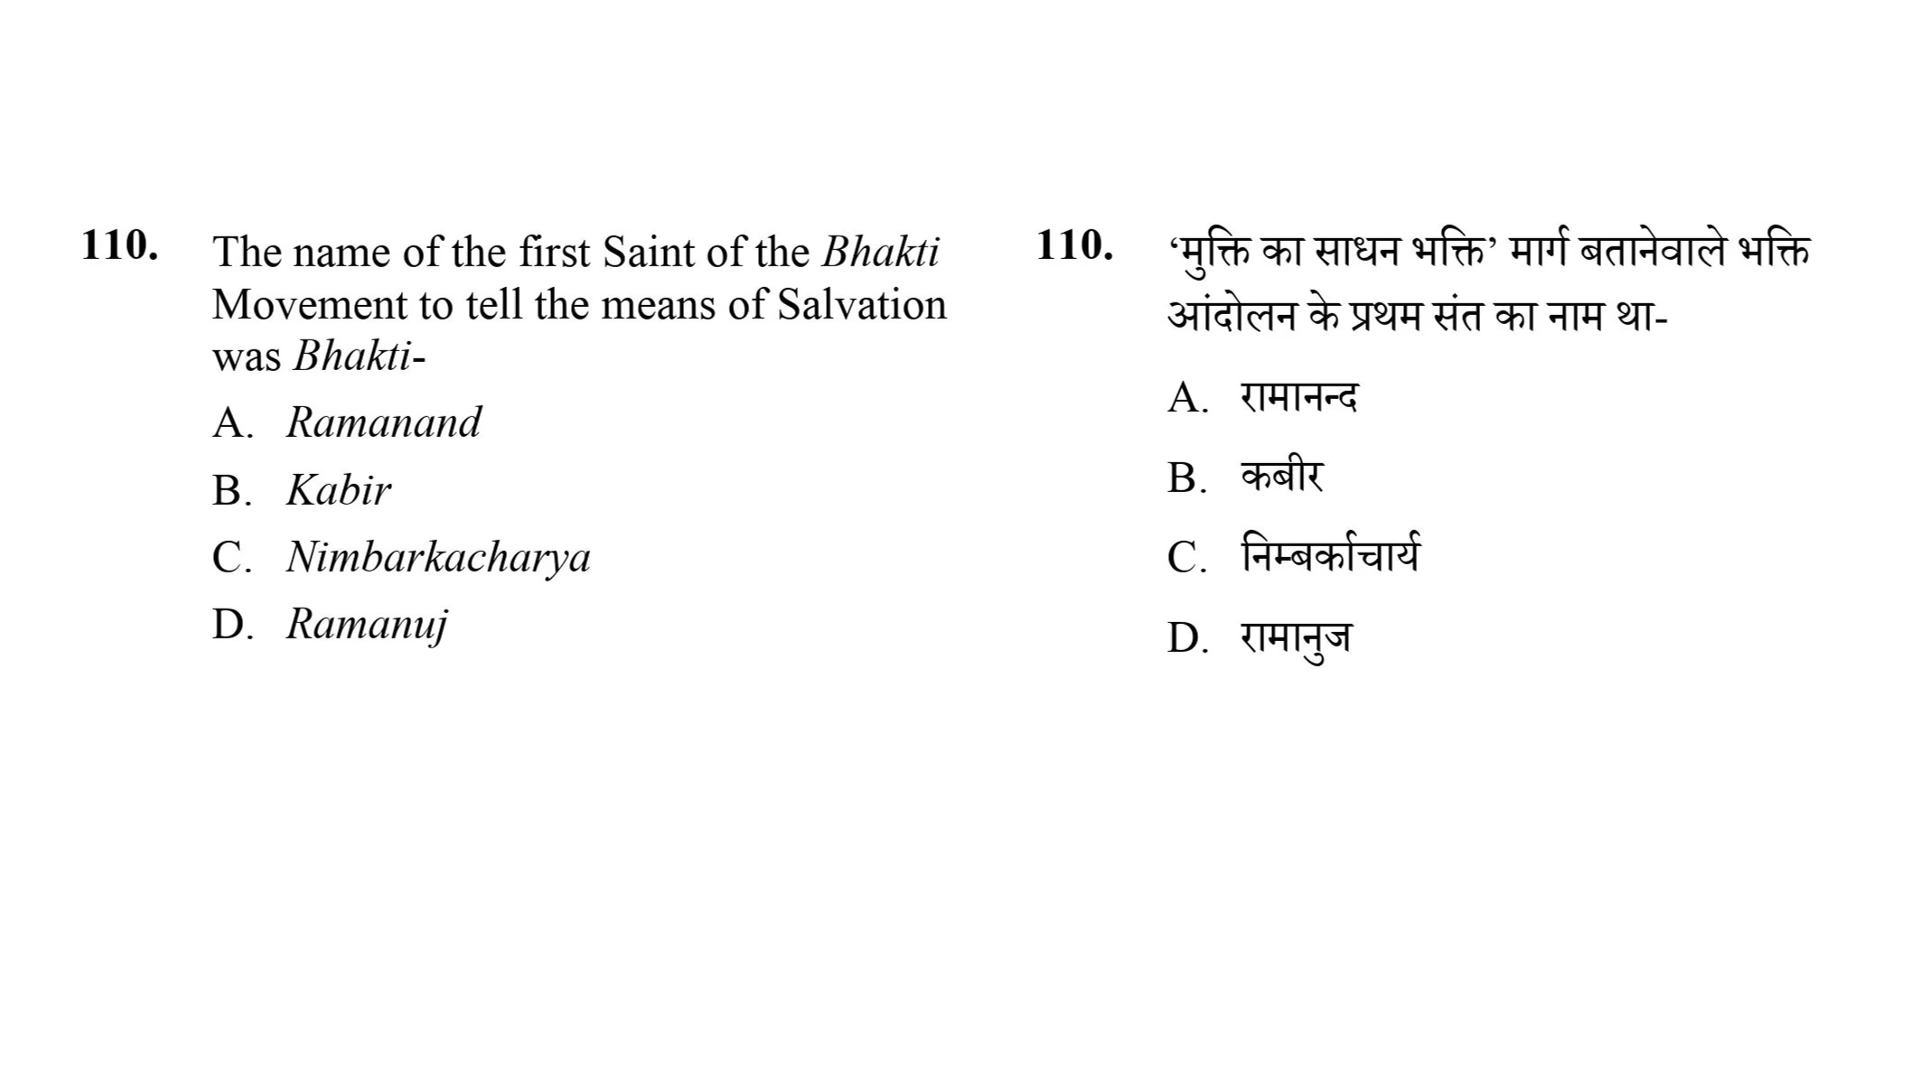 110. The name of the first Saint of the Bhakti
Movement to tell the means of Salvation
was Bhakti-
A. Ramanand
B. Kabir
C. Nimbarkacharya
D. Ramanuj
110. ‘मुक्ति का साधन भक्ति’ मार्ग बतानेवाले भक्ति
आंदोलन के प्रथम संत का नाम था-
A. रामानन्द
B. कबीर
C. निम्बर्काचार्य
D. रामानुज